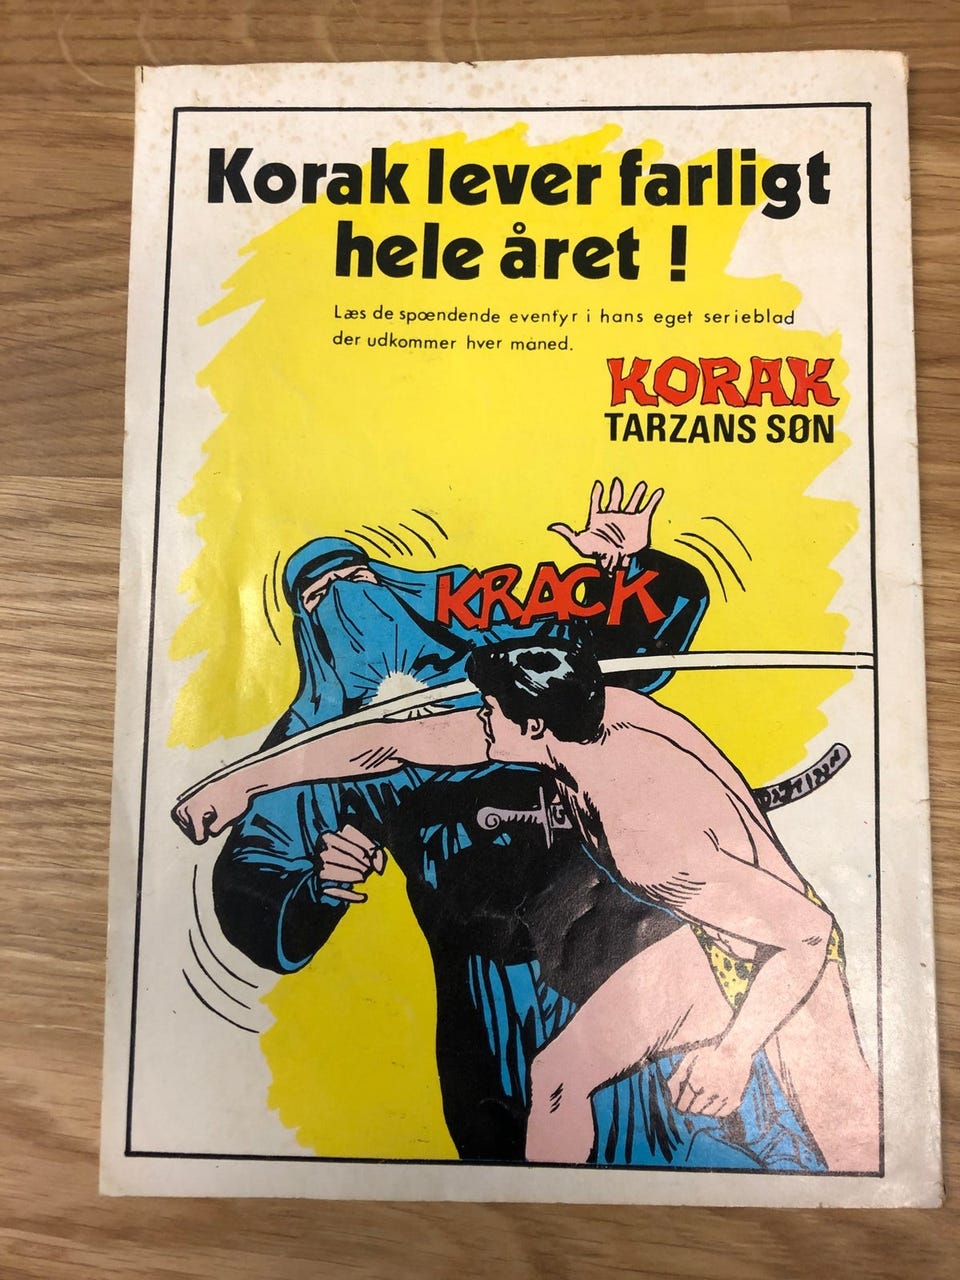 Korak lever farligt
hele året !
Læs de spændende eventyr i hans eget serieblad
der udkommer hver måned.
KORAK
TARZANS SØN
KRACK